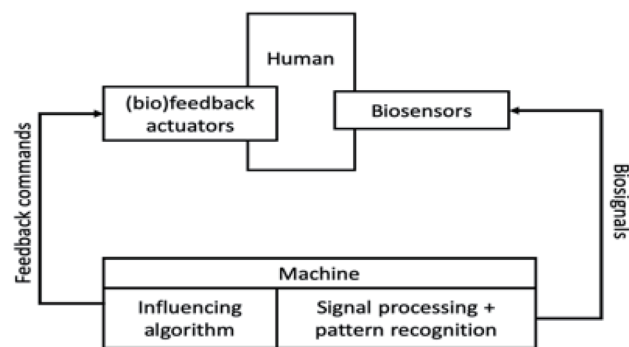 Human
(bio)feedback
actuators
Biosensors
Feedback commands
Biosignals
Machine
Influencing
algorithm
Signal processing +
pattern recognition